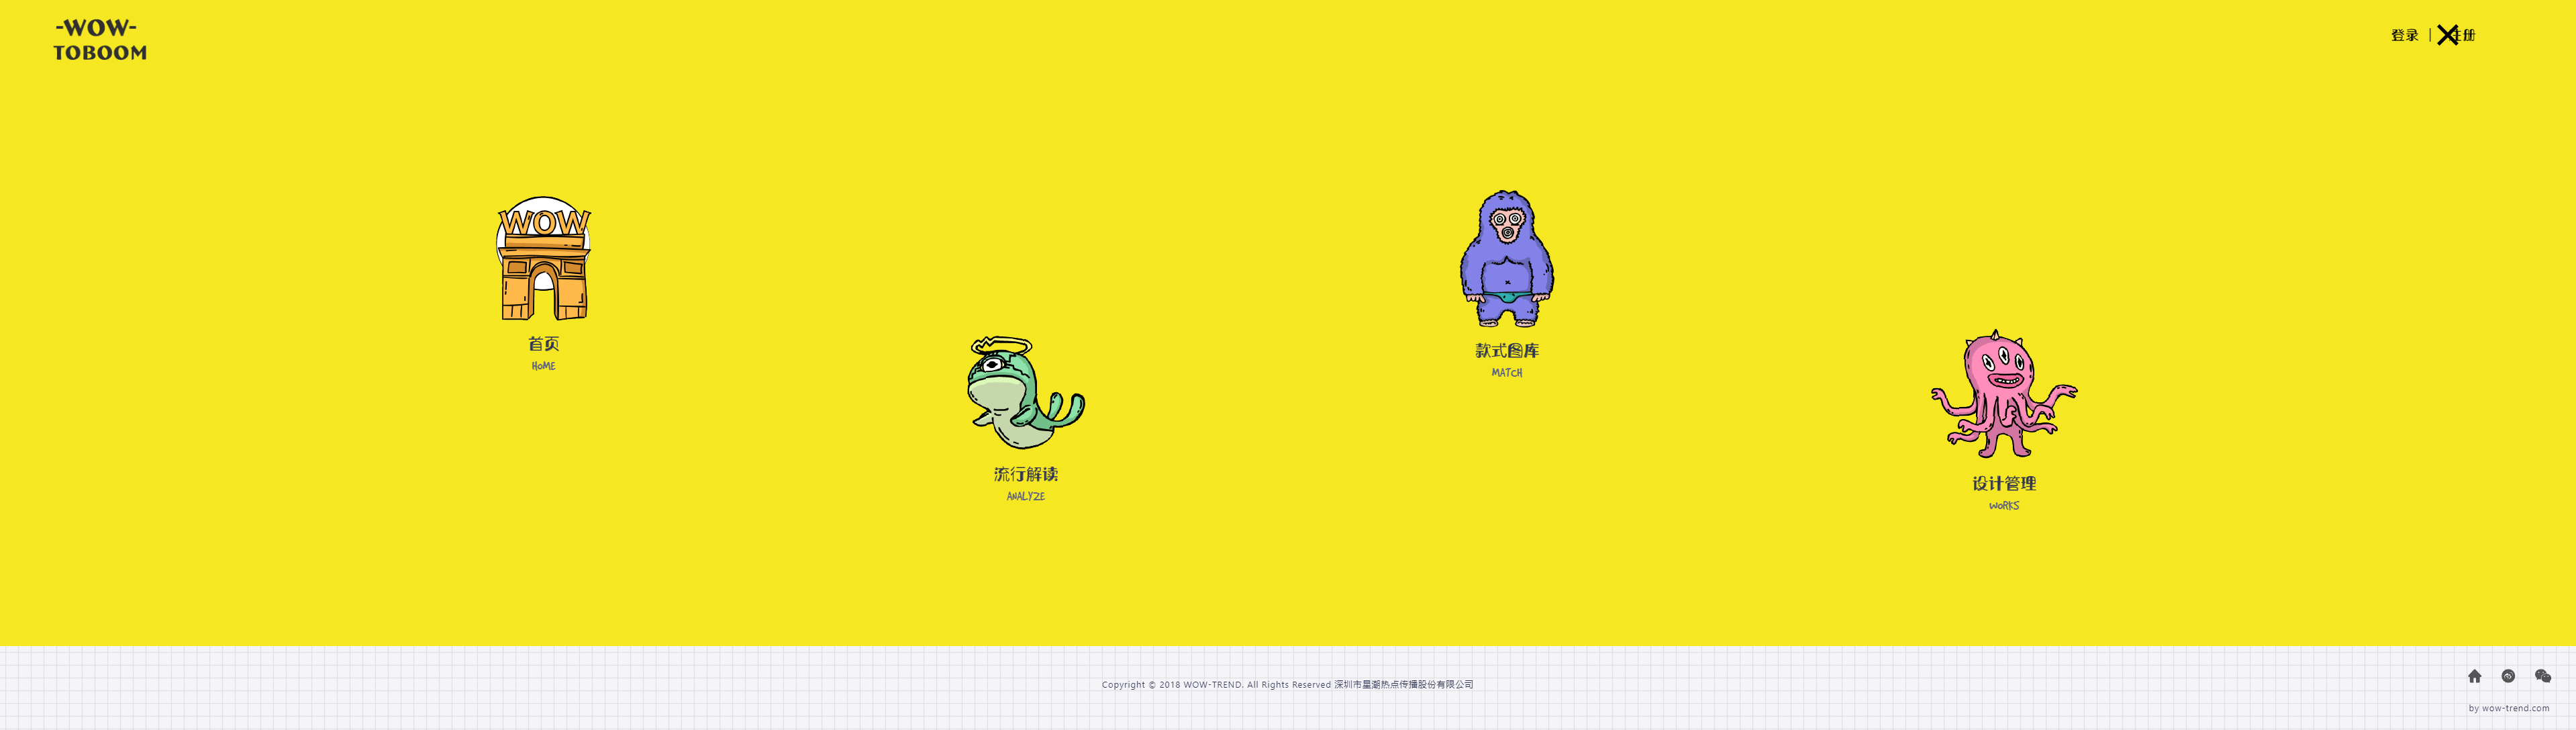 -WOW-
TOBOOM
登录 | 册
WOW
首页
HOME
款式图库
MATCH
流行解读
ANALYZE
设计管理
WORKS
Copyright © 2018 WOW-TREND. All Rights Reserved 深圳市星潮热点传播股份有限公司
by wow-trend.com